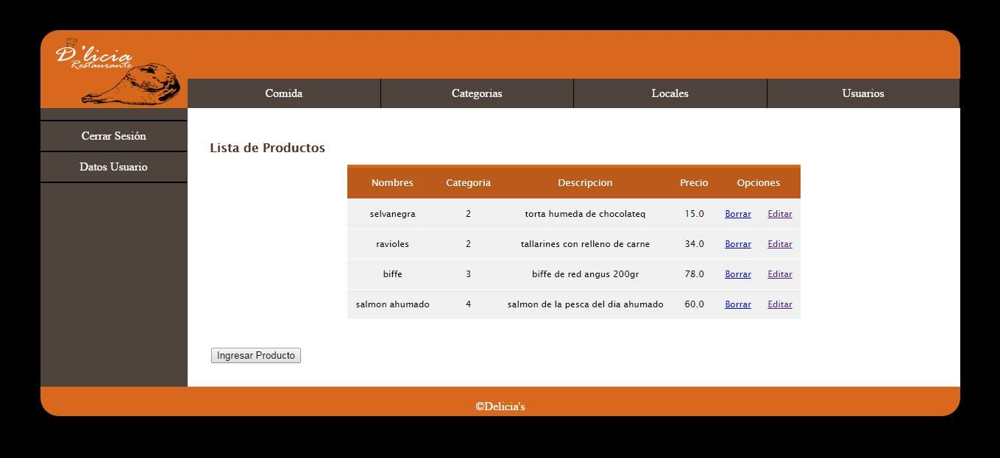 D'licia
Restaurante
Comida Categorias Locales Usuarios
Cerrar Sesión
Datos Usuario
Lista de Productos
Nombres Categoria Descripcion Precio Opciones
selvanegra 2 torta humeda de chocolateq 15.0 Borrar Editar
ravioles 2 tallarines con relleno de carne 34.0 Borrar Editar
biffe 3 biffe de red angus 200gr 78.0 Borrar Editar
salmon ahumado 4 salmon de la pesca del dia ahumado 60.0 Borrar Editar
Ingresar Producto
©Delicia's